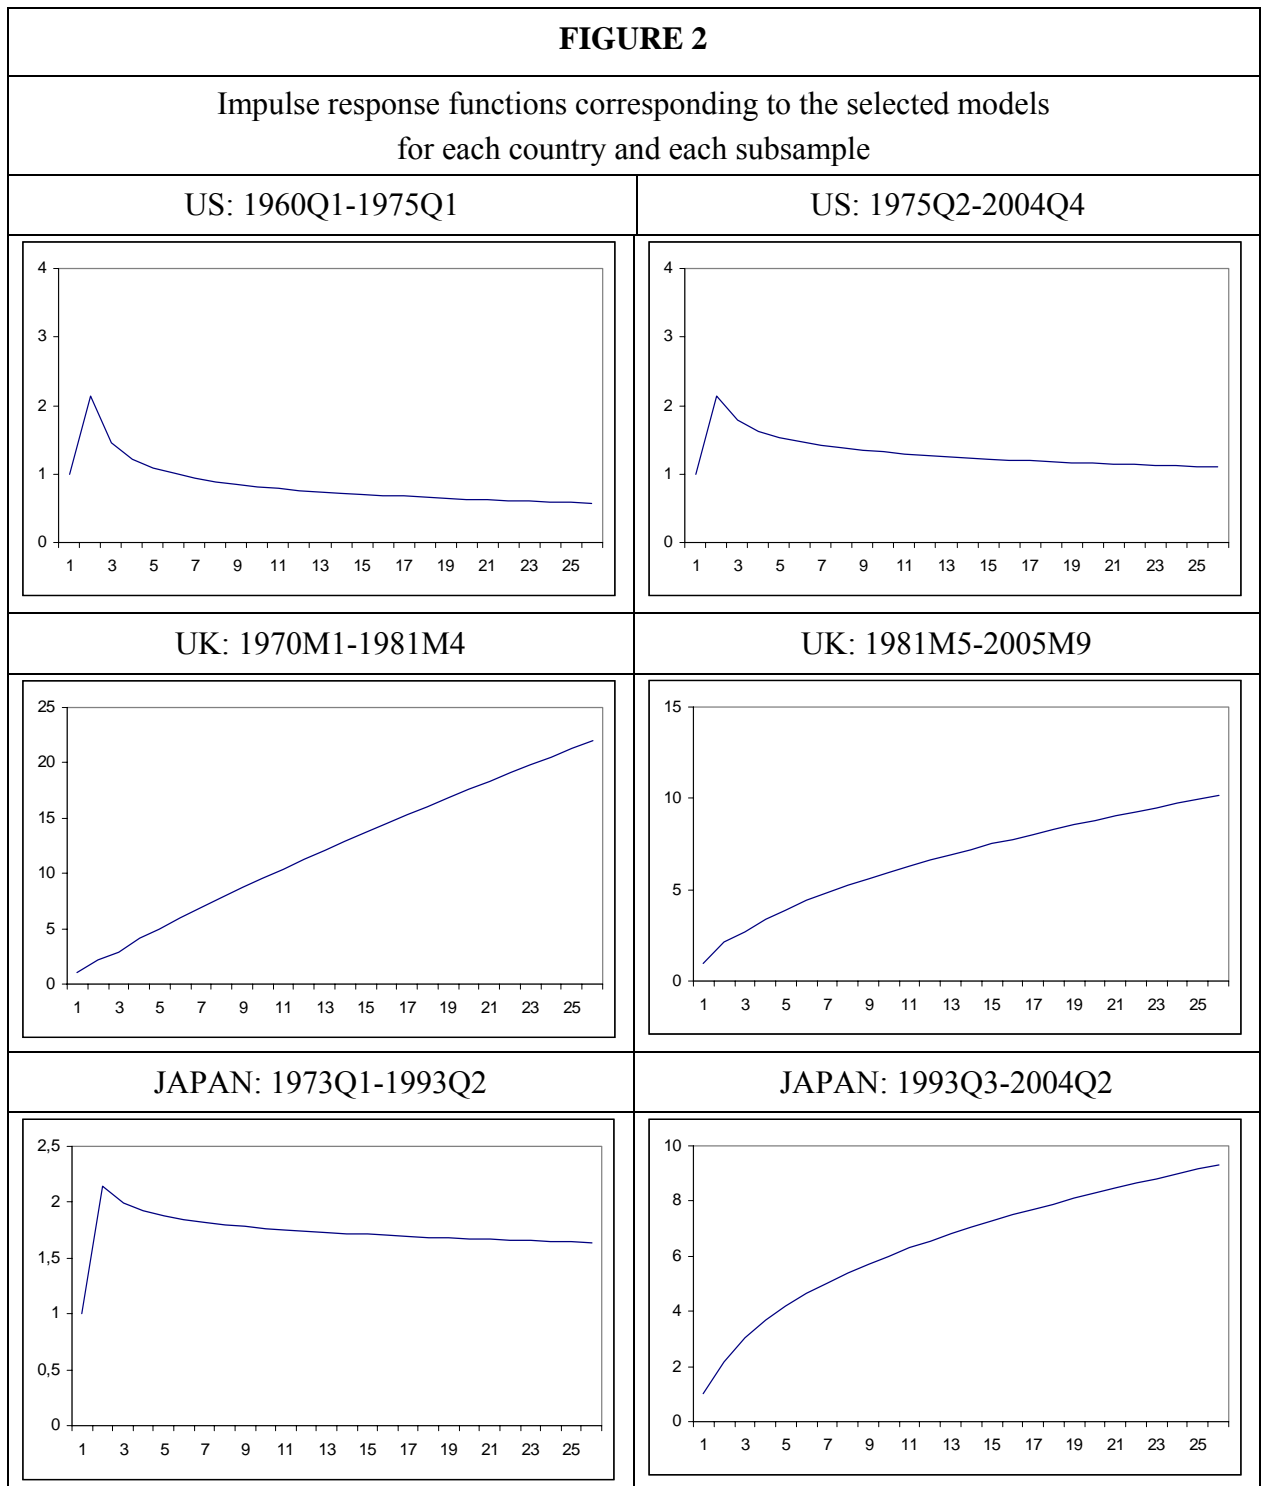 FIGURE 2
Impulse response functions corresponding to the selected models
for each country and each subsample
US: 1960Q1-1975Q1
US: 1975Q2-2004Q4
4
3
2
1
0
1 3 5 7 9 11 13 15 17 19 21 23 25
4
3
2
1
0
1 3 5 7 9 11 13 15 17 19 21 23 25
UK: 1970M1-1981M4
UK: 1981M5-2005M9
25
20
15
10
5
0
1 3 5 7 9 11 13 15 17 19 21 23 25
15
10
5
0
1 3 5 7 9 11 13 15 17 19 21 23 25
JAPAN: 1973Q1-1993Q2
JAPAN: 1993Q3-2004Q2
2,5
2
1,5
1
0,5
0
1 3 5 7 9 11 13 15 17 19 21 23 25
10
8
6
4
2
0
1 3 5 7 9 11 13 15 17 19 21 23 25